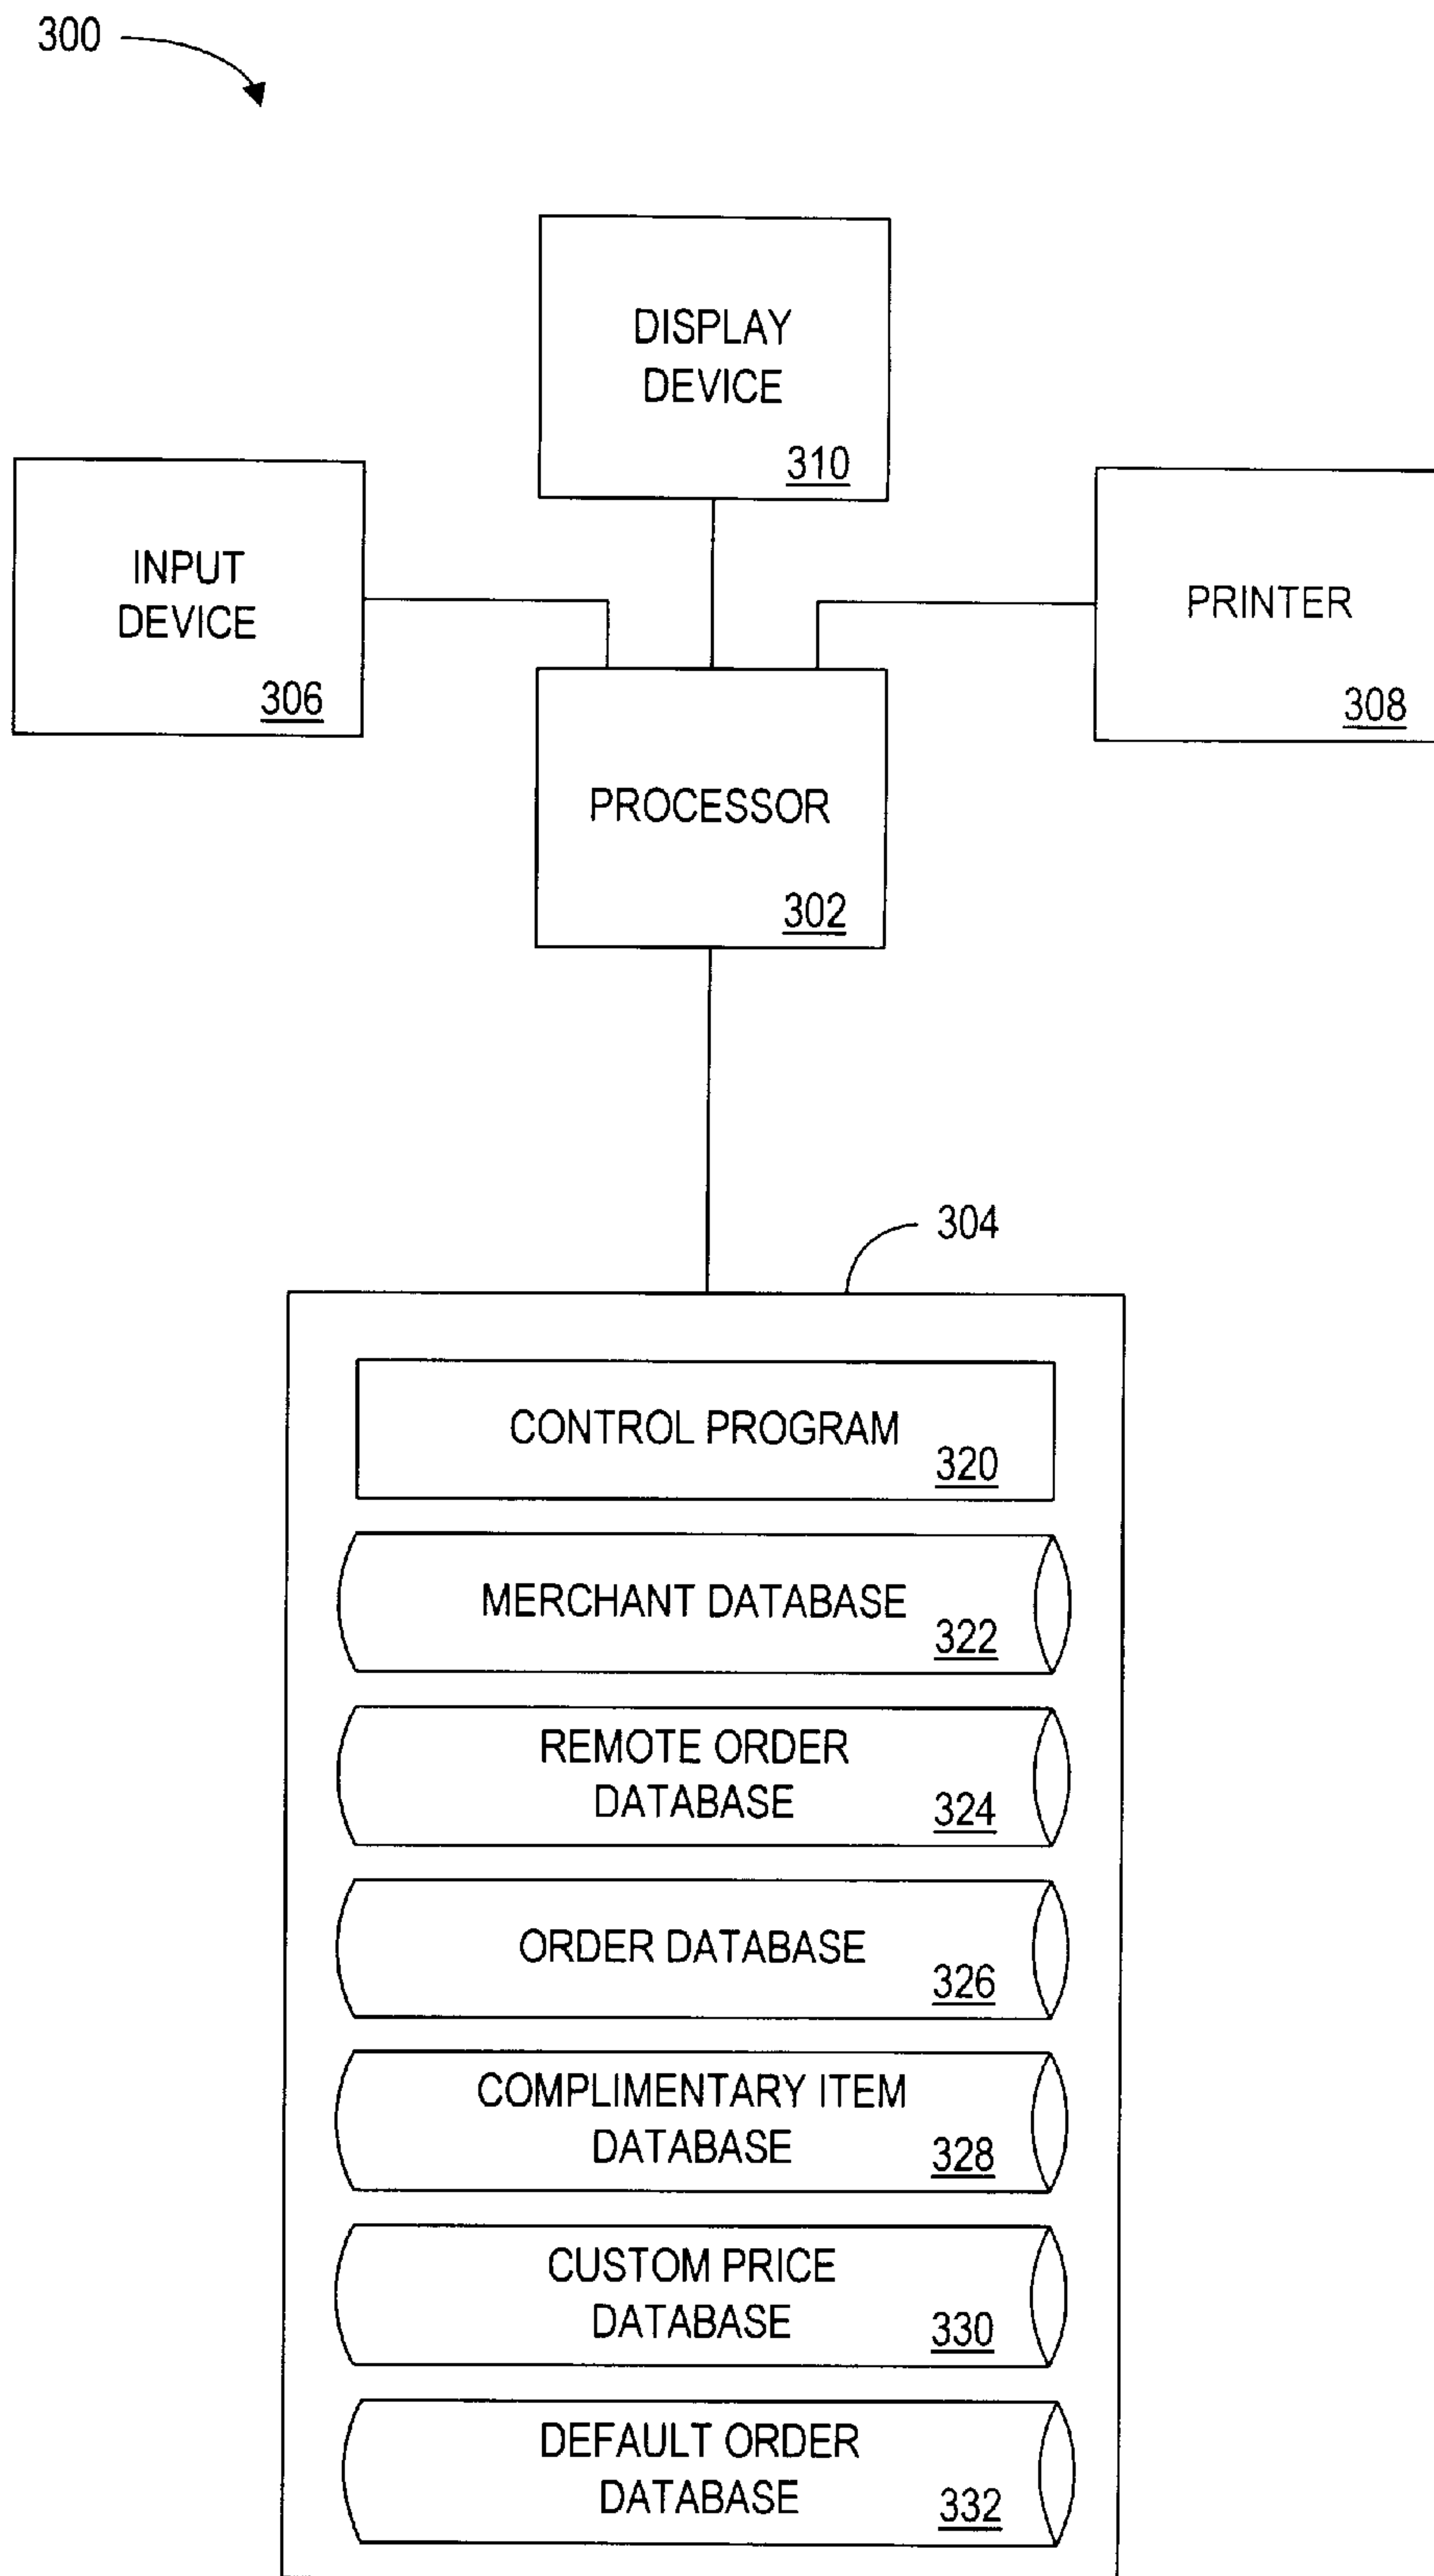 300
DISPLAY
DEVICE
310
INPUT
DEVICE
306
PRINTER
308
PROCESSOR
302
304
CONTROL PROGRAM
320
MERCHANT DATABASE
322
REMOTE ORDER
DATABASE
324
ORDER DATABASE
326
COMPLIMENTARY ITEM
DATABASE
328
CUSTOM PRICE
DATABASE
330
DEFAULT ORDER
DATABASE
332